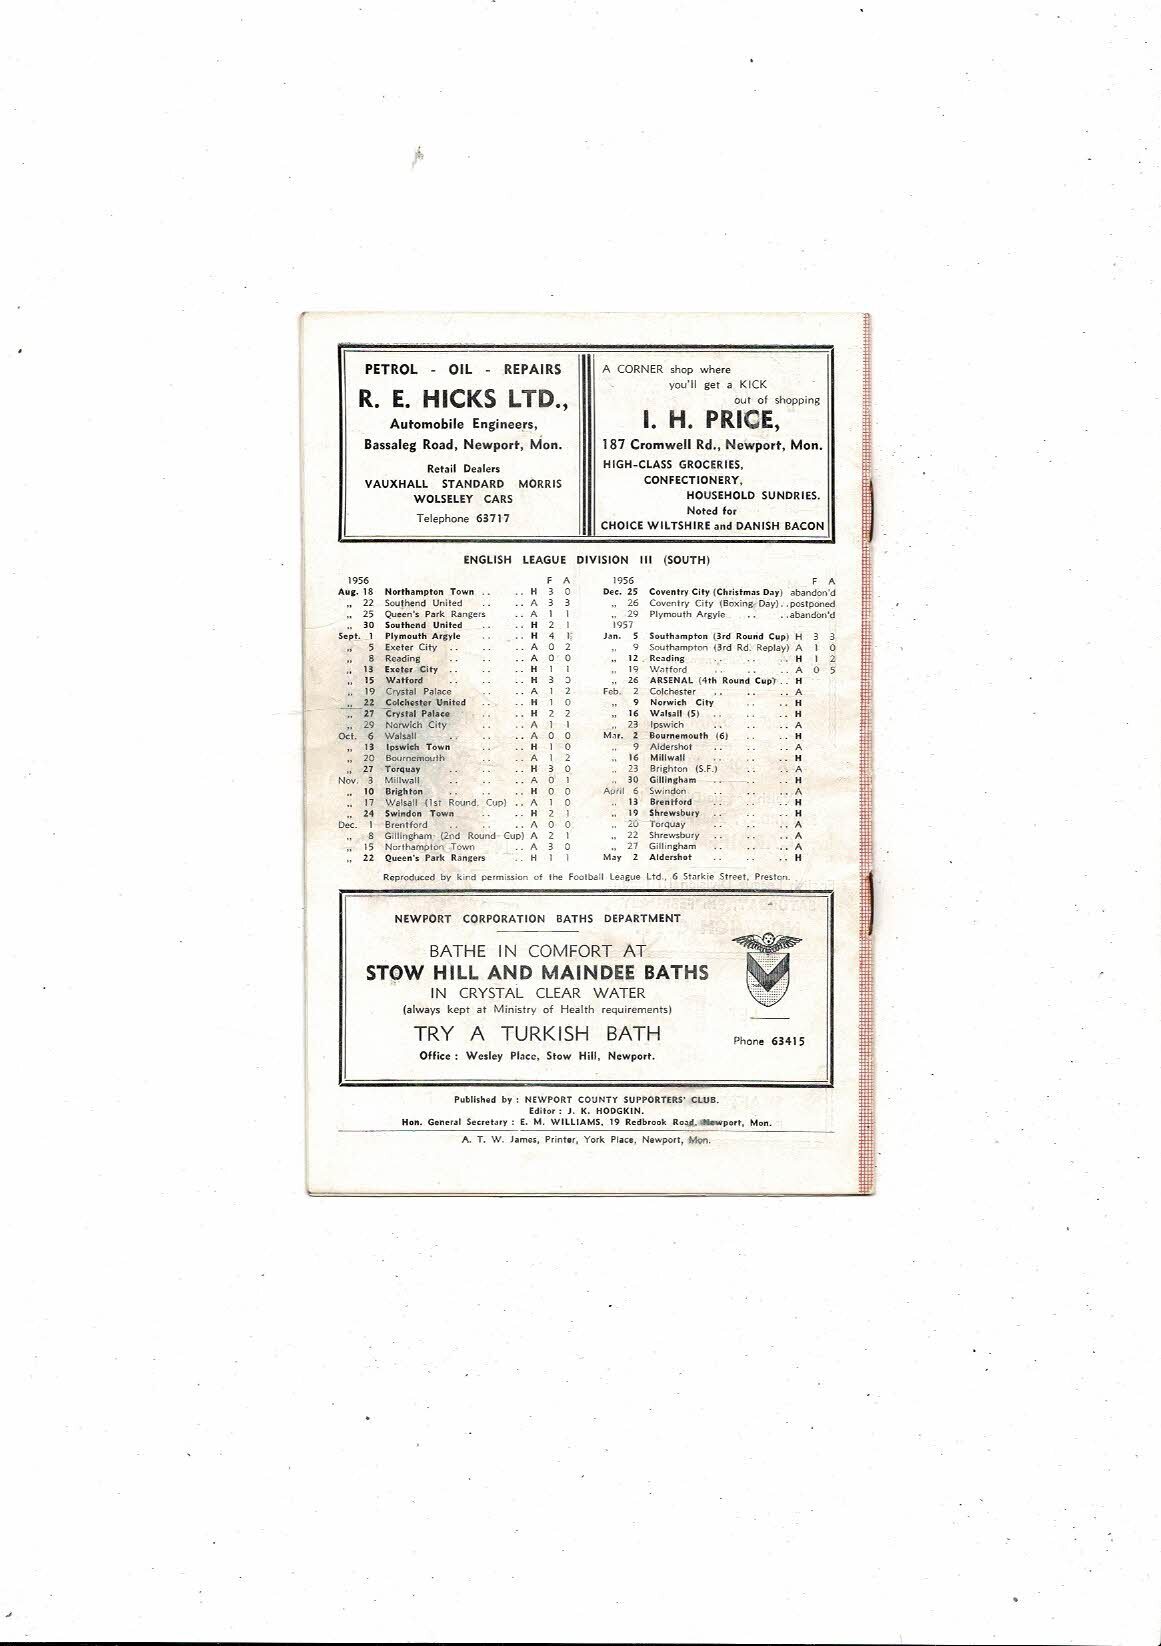 PETROL - OIL - REPAIRS
R. E. HICKS LTD.,
Automobile Engineers,
Bassaleg Road, Newport, Mon.
Retail Dealers
VAUXHALL STANDARD MORRIS
WOLSELEY CARS
Telephone 63717
A CORNER shop where
you'll get a KICK
out of shopping
I. H. PRICE,
187 Cromwell Rd., Newport, Mon.
HIGH-CLASS GROCERIES,
CONFECTIONERY,
HOUSEHOLD SUNDRIES.
Noted for
CHOICE WILTSHIRE and DANISH BACON
ENGLISH LEAGUE DIVISION III (SOUTH)
1956 F A
Aug. 18 Northampton Town .. .. H 3 0
,, 22 Southend United .. .. A 3 3
,, 25 Queen's Park Rangers .. A 1 1
,, 30 Southend United .. .. H 2 1
Sept. 1 Plymouth Argyle .. .. H 4 1
,, 5 Exeter City .. .. .. A 0 2
,, 8 Reading .. .. .. A 0 0
,, 13 Exeter City .. .. .. H 1 1
,, 15 Watford .. .. .. H 3 0
,, 19 Crystal Palace .. .. A 1 2
,, 22 Colchester United .. .. H 1 0
,, 27 Crystal Palace .. .. H 2 2
,, 29 Norwich City .. .. A 1 1
Oct. 6 Walsall .. .. .. A 0 0
,, 13 Ipswich Town .. .. H 1 0
,, 20 Bournemouth .. .. A 1 2
,, 27 Torquay .. .. .. H 3 0
Nov. 3 Millwall .. .. .. A 0 1
,, 10 Brighton .. .. .. H 0 0
,, 17 Walsall (1st Round Cup) .. A 1 0
,, 24 Swindon Town .. .. H 2 1
Dec. 1 Brentford .. .. .. A 0 0
,, 8 Gillingham (2nd Round Cup) A 2 1
,, 15 Northampton Town .. A 3 0
,, 22 Queen's Park Rangers .. H 1 1
1956 F A
Dec. 25 Coventry City (Christmas Day) abandon'd
,, 26 Coventry City (Boxing Day) .. postponed
,, 29 Plymouth Argyle .. .. abandon'd
1957
Jan. 5 Southampton (3rd Round Cup) H 3 3
,, 9 Southampton (3rd Rd. Replay) A 1 0
,, 12 Reading .. .. .. H 1 2
,, 19 Watford .. .. .. A 0 5
,, 26 ARSENAL (4th Round Cup) .. H
Feb. 2 Colchester .. .. .. A
,, 9 Norwich City .. .. H
,, 16 Walsall (5) .. .. .. H
,, 23 Ipswich .. .. .. A
Mar. 2 Bournemouth (6) .. .. H
,, 9 Aldershot .. .. .. A
,, 16 Millwall .. .. .. H
,, 23 Brighton (S.F.) .. .. A
,, 30 Gillingham .. .. .. H
April 6 Swindon .. .. .. A
,, 13 Brentford .. .. .. H
,, 19 Shrewsbury .. .. .. H
,, 20 Torquay .. .. .. A
,, 22 Shrewsbury .. .. .. A
,, 27 Gillingham .. .. .. A
May 2 Aldershot .. .. .. H
Reproduced by kind permission of the Football League Ltd., 6 Starkie Street, Preston.
NEWPORT CORPORATION BATHS DEPARTMENT
BATHE IN COMFORT AT
STOW HILL AND MAINDEE BATHS
IN CRYSTAL CLEAR WATER
(always kept at Ministry of Health requirements)
TRY A TURKISH BATH
Office : Wesley Place, Stow Hill, Newport.
Phone 63415
Published by : NEWPORT COUNTY SUPPORTERS' CLUB.
Editor : J. K. HODGKIN.
Hon. General Secretary : E. M. WILLIAMS, 19 Redbrook Road, Newport, Mon.
A. T. W. James, Printer, York Place, Newport, Mon.